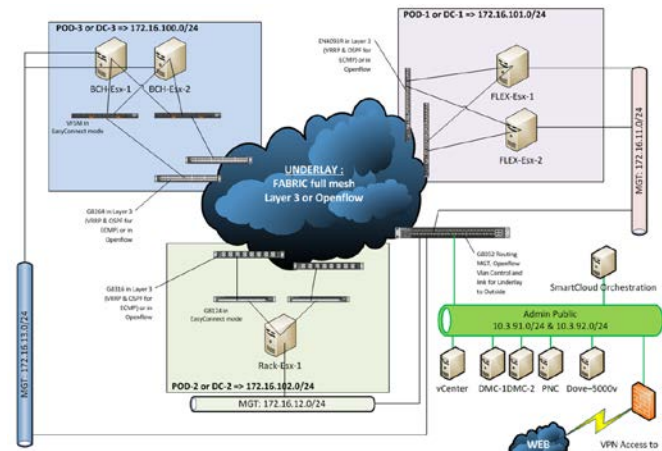 POD-3 or DC-3 => 172.16.100.0/24
BCH-Esx-1
BCH-Esx-2
VFSM in
EasyConnect mode
G8264 in Layer 3
(VRRP & OSPF for
ECMP) or in
Openflow
POD-1 or DC-1 => 172.16.101.0/24
EN4093R in Layer 3
(VRRP & OSPF for
ECMP) or in
Openflow
FLEX-Esx-1
FLEX-Esx-2
MGT: 172.16.11.0/24
UNDERLAY :
FABRIC full mesh
Layer 3 or Openflow
G8316 in Layer 3
(VRRP & OSPF for
ECMP) or in
Openflow
in
EasyConnect mode
Rack-Esx-1
POD-2 or DC-2 => 172.16.102.0/24
MGT: 172.16.12.0/24
MGT: 172.16.13.0/24
G8052 Routing
MGT, Openflow
Vlan Control and
link for Underlay
to Outside
SmartCloud Orchestration
Admin Public
10.3.91.0/24 & 10.3.92.0/24
vCenter
DMC-1
DMC-2
PNC
Dove-5000v
WEB
VPN Access to